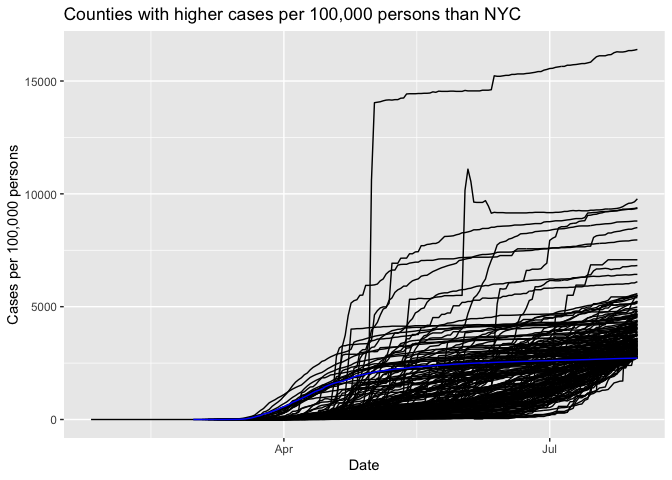 Counties with higher cases per 100,000 persons than NYC
15000
10000
5000
0
Cases per 100,000 persons
Apr
Jul
Date